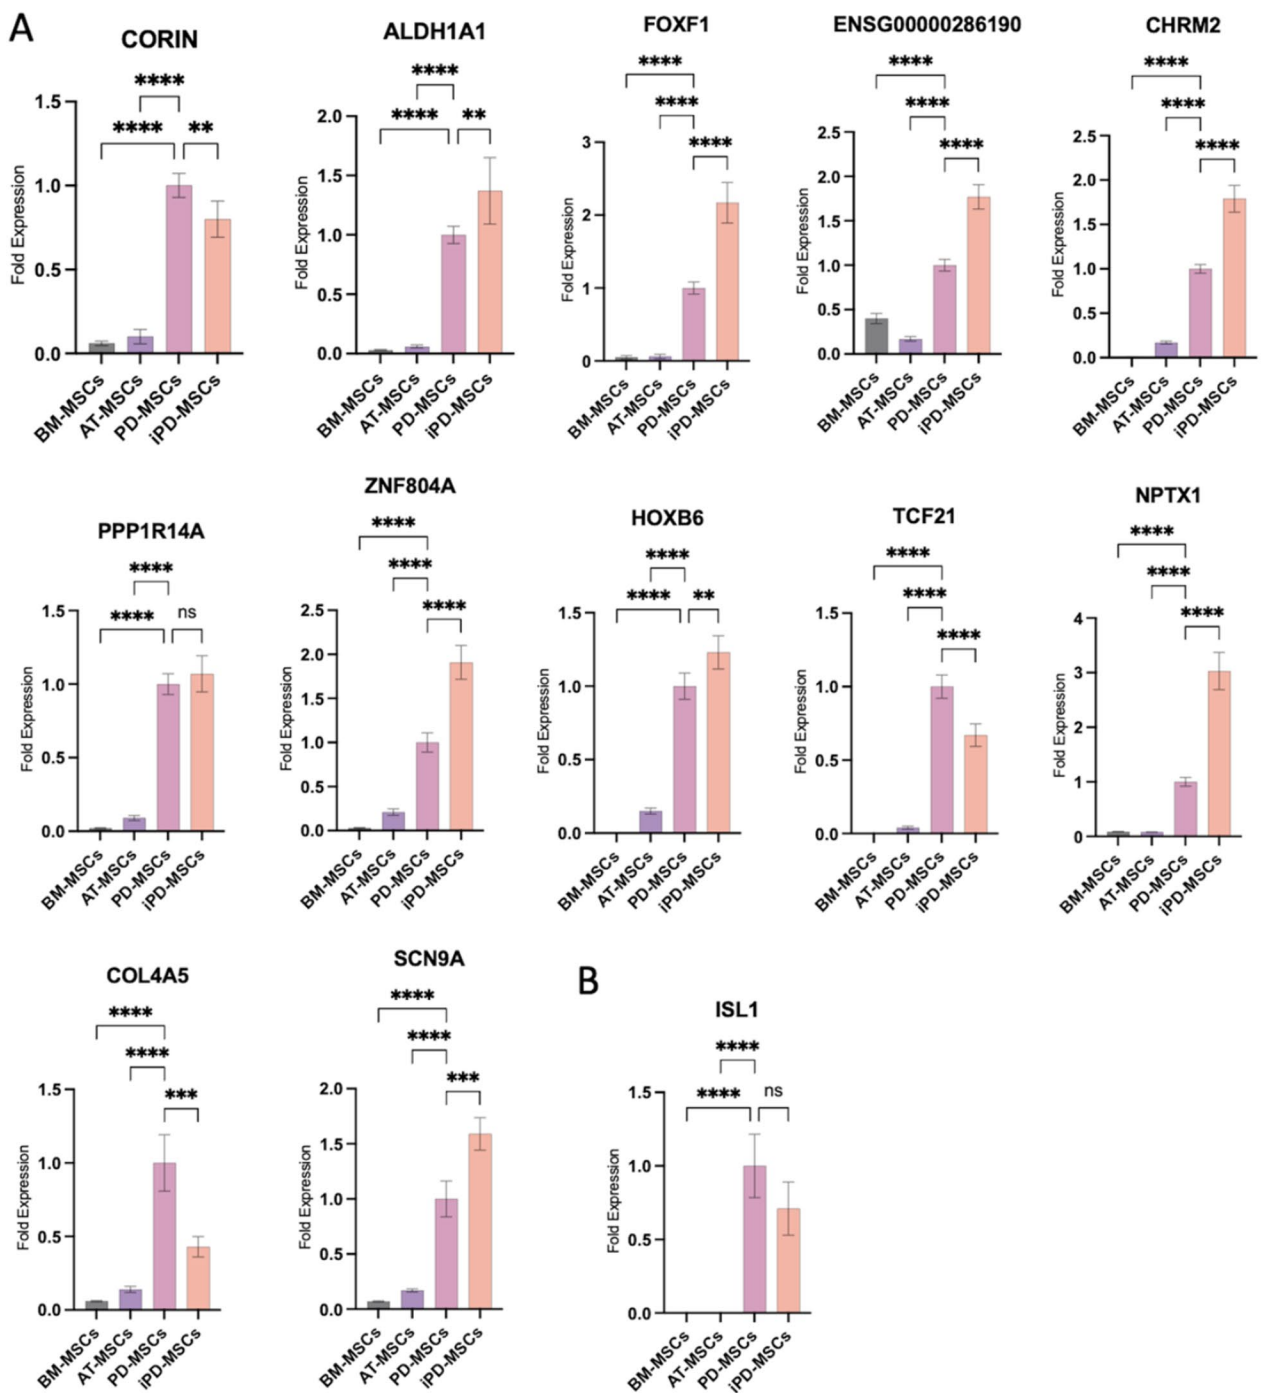 A
CORIN
****
**** **
Fold Expression
1.5
1.0
0.5
0.0
BM-MSCs
AT-MSCs
PD-MSCs
iPD-MSCs
ALDH1A1
****
**** **
Fold Expression
2.0
1.5
1.0
0.5
0.0
BM-MSCs
AT-MSCs
PD-MSCs
iPD-MSCs
FOXF1
****
****
****
Fold Expression
3
2
1
0
BM-MSCs
AT-MSCs
PD-MSCs
iPD-MSCs
ENSG00000286190
****
****
****
Fold Expression
2.5
2.0
1.5
1.0
0.5
0.0
BM-MSCs
AT-MSCs
PD-MSCs
iPD-MSCs
CHRM2
****
****
****
Fold Expression
2.5
2.0
1.5
1.0
0.5
0.0
BM-MSCs
AT-MSCs
PD-MSCs
iPD-MSCs
PPP1R14A
****
**** ns
Fold Expression
1.5
1.0
0.5
0.0
BM-MSCs
AT-MSCs
PD-MSCs
iPD-MSCs
ZNF804A
****
****
****
Fold Expression
2.5
2.0
1.5
1.0
0.5
0.0
BM-MSCs
AT-MSCs
PD-MSCs
iPD-MSCs
HOXB6
****
**** **
Fold Expression
1.5
1.0
0.5
0.0
BM-MSCs
AT-MSCs
PD-MSCs
iPD-MSCs
TCF21
****
****
****
Fold Expression
1.5
1.0
0.5
0.0
BM-MSCs
AT-MSCs
PD-MSCs
iPD-MSCs
NPTX1
****
****
****
Fold Expression
4
3
2
1
0
BM-MSCs
AT-MSCs
PD-MSCs
iPD-MSCs
COL4A5
****
****
***
Fold Expression
1.5
1.0
0.5
0.0
BM-MSCs
AT-MSCs
PD-MSCs
iPD-MSCs
SCN9A
****
****
***
Fold Expression
2.0
1.5
1.0
0.5
0.0
BM-MSCs
AT-MSCs
PD-MSCs
iPD-MSCs
B
ISL1
****
**** ns
Fold Expression
1.5
1.0
0.5
0.0
BM-MSCs
AT-MSCs
PD-MSCs
iPD-MSCs